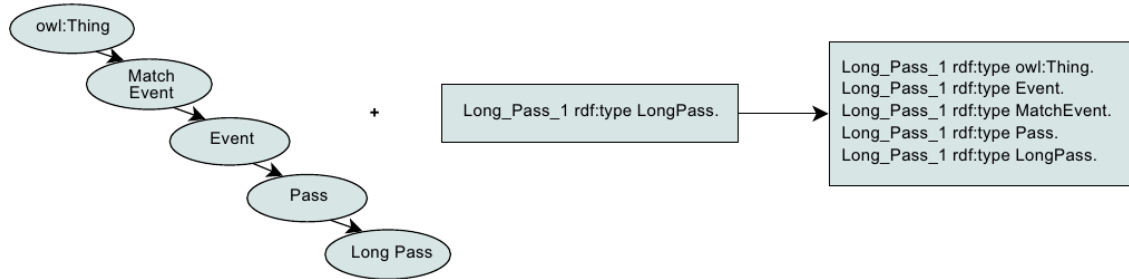 owl:Thing
Match
Event
Event
Pass
Long Pass
+
Long_Pass_1 rdf:type LongPass.
Long_Pass_1 rdf:type owl:Thing.
Long_Pass_1 rdf:type Event.
Long_Pass_1 rdf:type MatchEvent.
Long_Pass_1 rdf:type Pass.
Long_Pass_1 rdf:type LongPass.